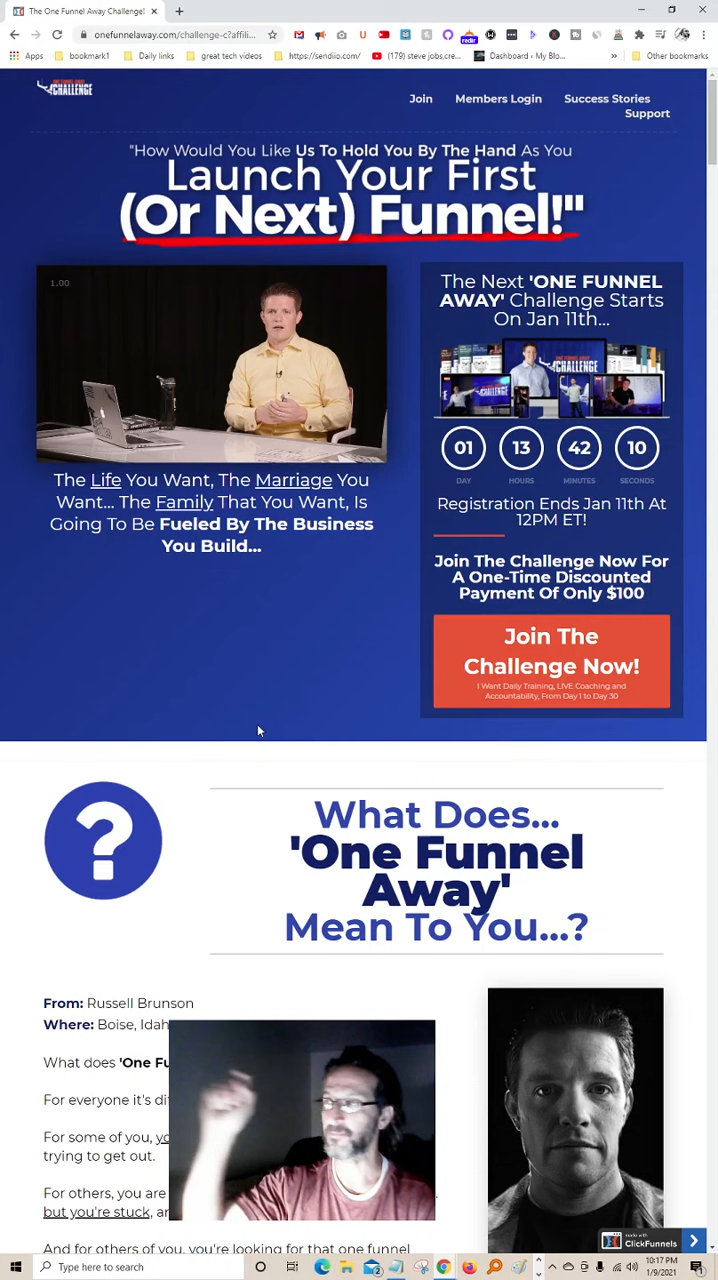 The One Funnel Away Challenge!
onefunnelaway.com/challenge-c?affili...
Apps
bookmark1
Daily links
great tech videos
https://sendiio.com/
(179) steve jobs,cre...
Dashboard ‹ My Blo...
»
Other bookmarks
ONE FUNNEL AWAY
CHALLENGE
Join
Members Login
Success Stories
Support
"How Would You Like Us To Hold You By The Hand As You
Launch Your First
(Or Next) Funnel!"
1.00
The Life You Want, The Marriage You
Want... The Family That You Want, Is
Going To Be Fueled By The Business
You Build...
The Next 'ONE FUNNEL
AWAY' Challenge Starts
On Jan 11th...
01
13
42
10
DAY
HOURS
MINUTES
SECONDS
Registration Ends Jan 11th At
12PM ET!
Join The Challenge Now For
A One-Time Discounted
Payment Of Only $100
Join The
Challenge Now!
I Want Daily Training, LIVE Coaching and
Accountability, From Day 1 to Day 30
What Does...
'One Funnel
Away'
Mean To You...?
From: Russell Brunson
Where: Boise, Idah
What does 'One Fu
For everyone it's di
For some of you, yo
trying to get out.
For others, you are
but you're stuck, a
And for others of you, you're looking for that one funnel
made with
ClickFunnels
Type here to search
10:17 PM
1/9/2021